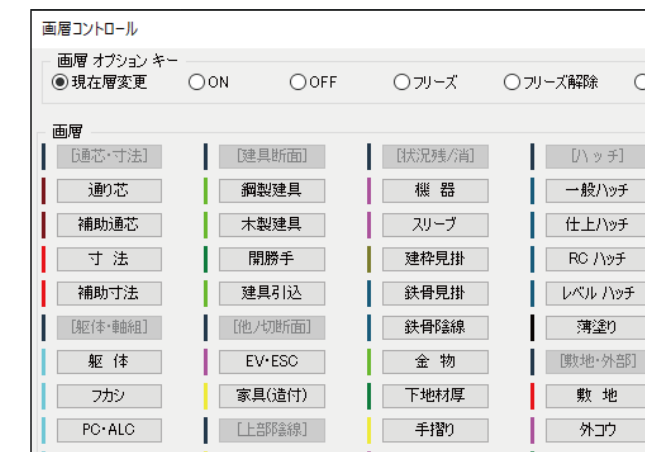 画層コントロール
画層 オプション キー
現在層変更 ON OFF フリーズ フリーズ解除
画層
[通芯・寸法] [建具断面] [状況残/消] [ハッチ]
通り芯 鋼製建具 機 器 一般ハッチ
補助通芯 木製建具 スリーブ 仕上ハッチ
寸 法 開勝手 建枠見掛 RC ハッチ
補助寸法 建具引込 鉄骨見掛 レベル ハッチ
[躯体・軸組] [他/切断面] 鉄骨陰線 薄塗り
躯 体 EV・ESC 金 物 [敷地・外部]
フカシ 家具(造付) 下地材厚 敷 地
PC・ALC [上部陰線] 手摺り 外コウ